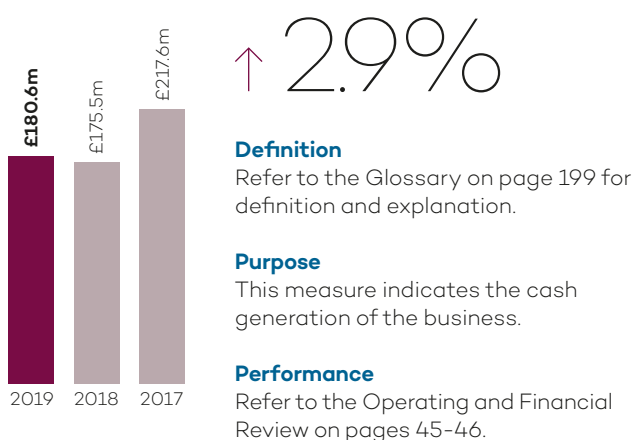 £180.6m
£175.5m
£217.6m
2019 2018 2017
↑ 2.9%
Definition
Refer to the Glossary on page 199 for
definition and explanation.
Purpose
This measure indicates the cash
generation of the business.
Performance
Refer to the Operating and Financial
Review on pages 45-46.